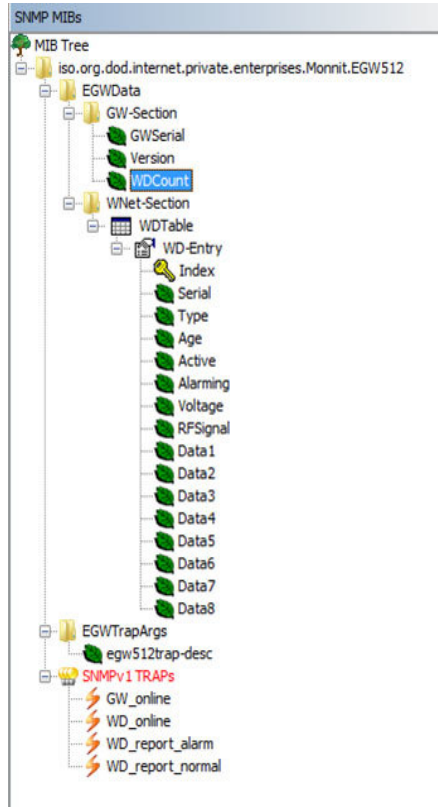 SNMP MIBs
MIB Tree
iso.org.dod.internet.private.enterprises.Monnit.EGW512
EGWData
GW-Section
GWSerial
Version
WDCount
WNet-Section
WDTable
WD-Entry
Index
Serial
Type
Age
Active
Alarming
Voltage
RFSignal
Data1
Data2
Data3
Data4
Data5
Data6
Data7
Data8
EGWTrapArgs
egw512trap-desc
SNMPv1 TRAPs
GW_online
WD_online
WD_report_alarm
WD_report_normal